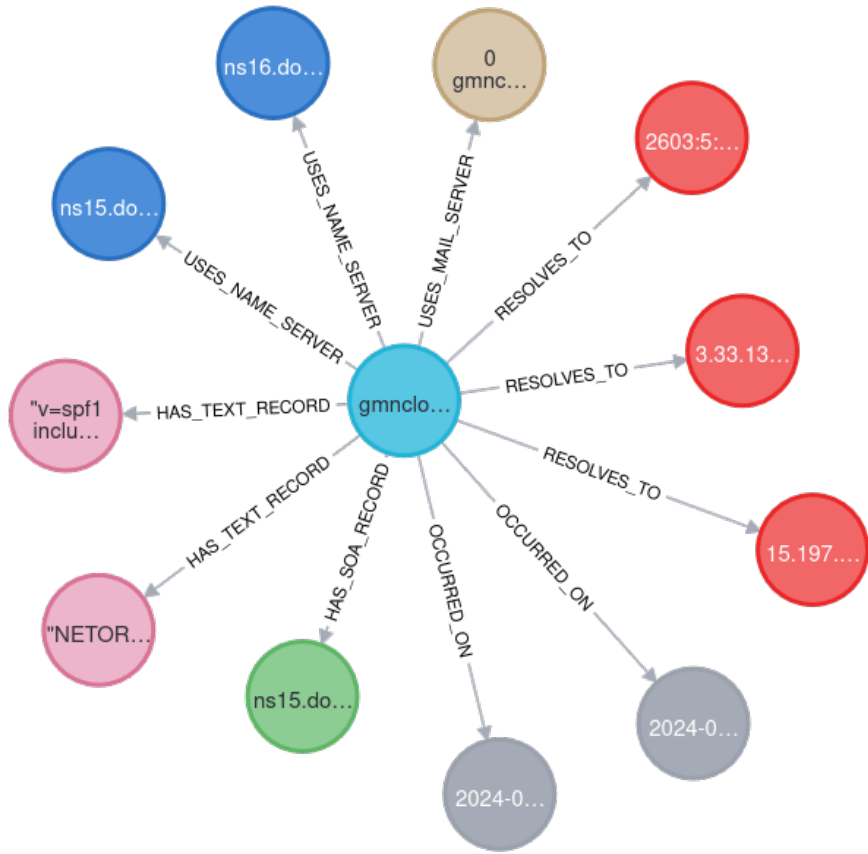 ns16.do…
0
gmnc…
2603:5:…
ns15.do…
USES_NAME_SERVER
USES_MAIL_SERVER
RESOLVES_TO
USES_NAME_SERVER
3.33.13…
RESOLVES_TO
"v=spf1
inclu…
HAS_TEXT_RECORD
gmnclo…
RESOLVES_TO
15.197.…
HAS_TEXT_RECORD
HAS_SOA_RECORD
OCCURRED_ON
OCCURRED_ON
"NETOR…
ns15.do…
2024-0…
2024-0…